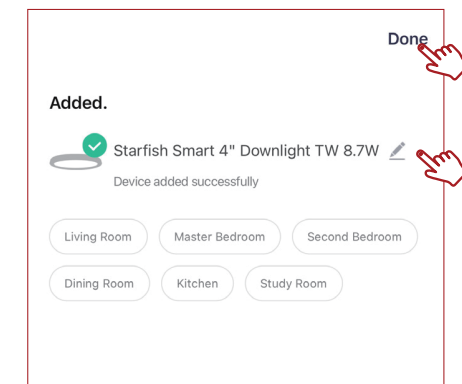 Done
Added.
Starfish Smart 4" Downlight TW 8.7W
Device added successfully
Living Room Master Bedroom Second Bedroom
Dining Room Kitchen Study Room